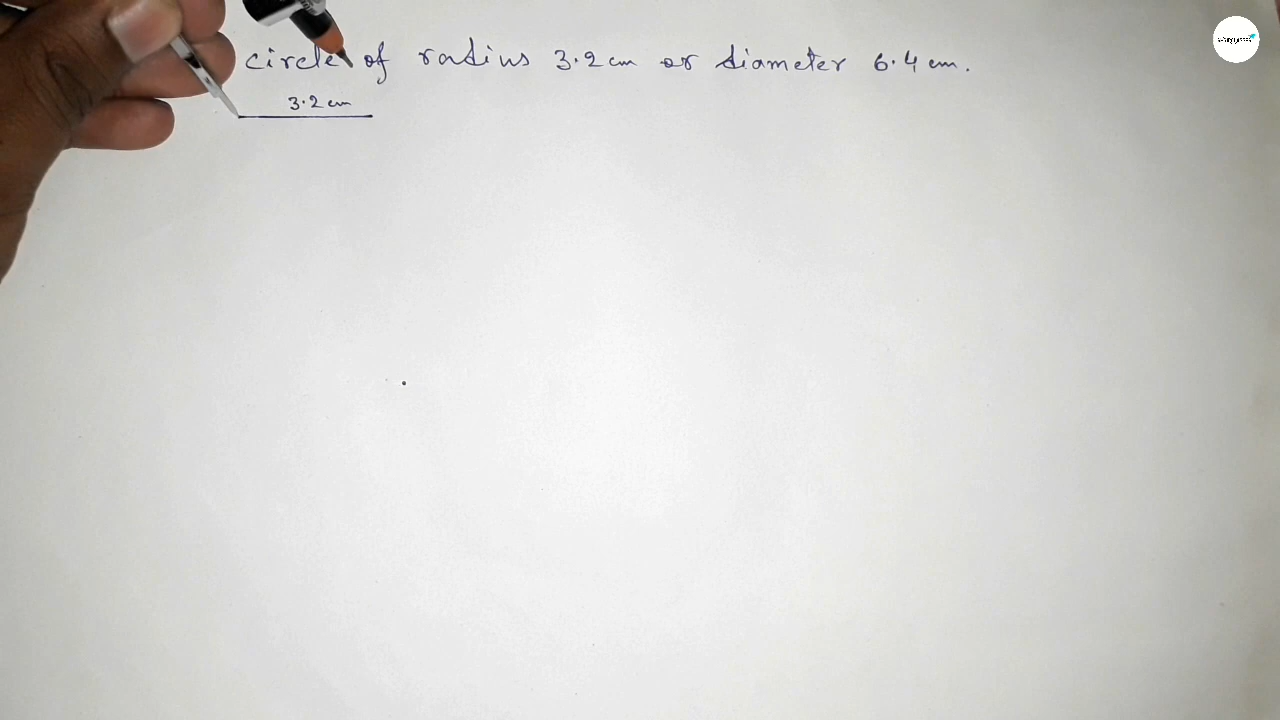 circle of radius 3.2 cm or diameter 6.4 cm.
3.2 cm